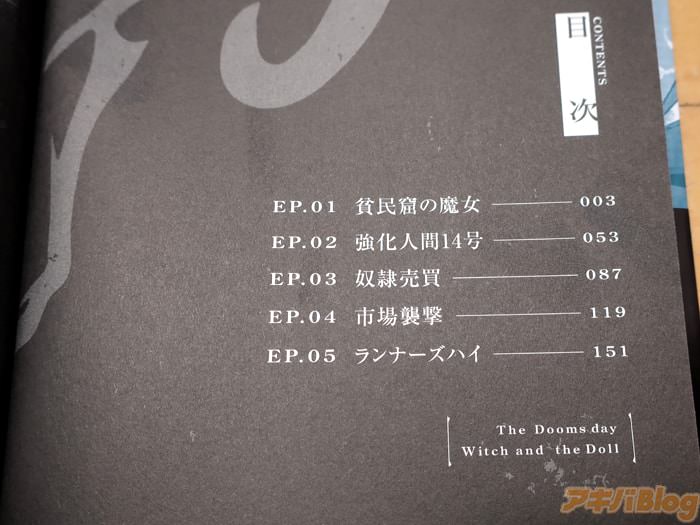 CONTENTS
目次
EP.01 貧民窟の魔女 003
EP.02 強化人間14号 053
EP.03 奴隷売買 087
EP.04 市場襲撃 119
EP.05 ランナーズハイ 151
The Dooms day
Witch and the Doll
アキバBlog